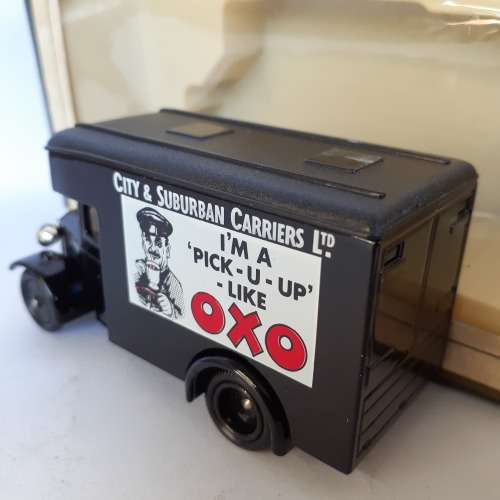 CITY & SUBURBAN CARRIERS LTD.
I'M A
'PICK-U-UP'
-LIKE
OXO